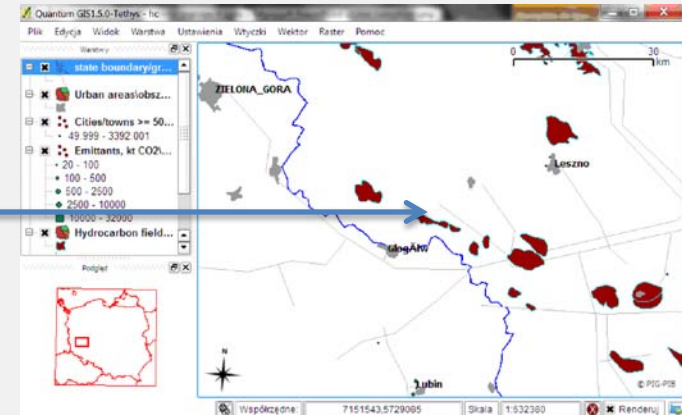 Quantum GIS1.5.0-Tethys - hc
Plik Edycja Widok Warstwa Ustawienia Wtyczki Wektor Raster Pomoc
Warstwy
state boundary/gr...
Urban areas\obsz...
Cities/towns >= 50...
49.999 - 3392.001
Emittants, kt CO2\...
20 - 100
100 - 500
500 - 2500
2500 - 10000
10000 - 32000
Hydrocarbon field...
Podgląd
0 30
km
ZIELONA_GORA
Leszno
Lubin
N
© PIG-PIB
Współrzędne: 7151543,5729085 Skala 1:532360 Renderuj